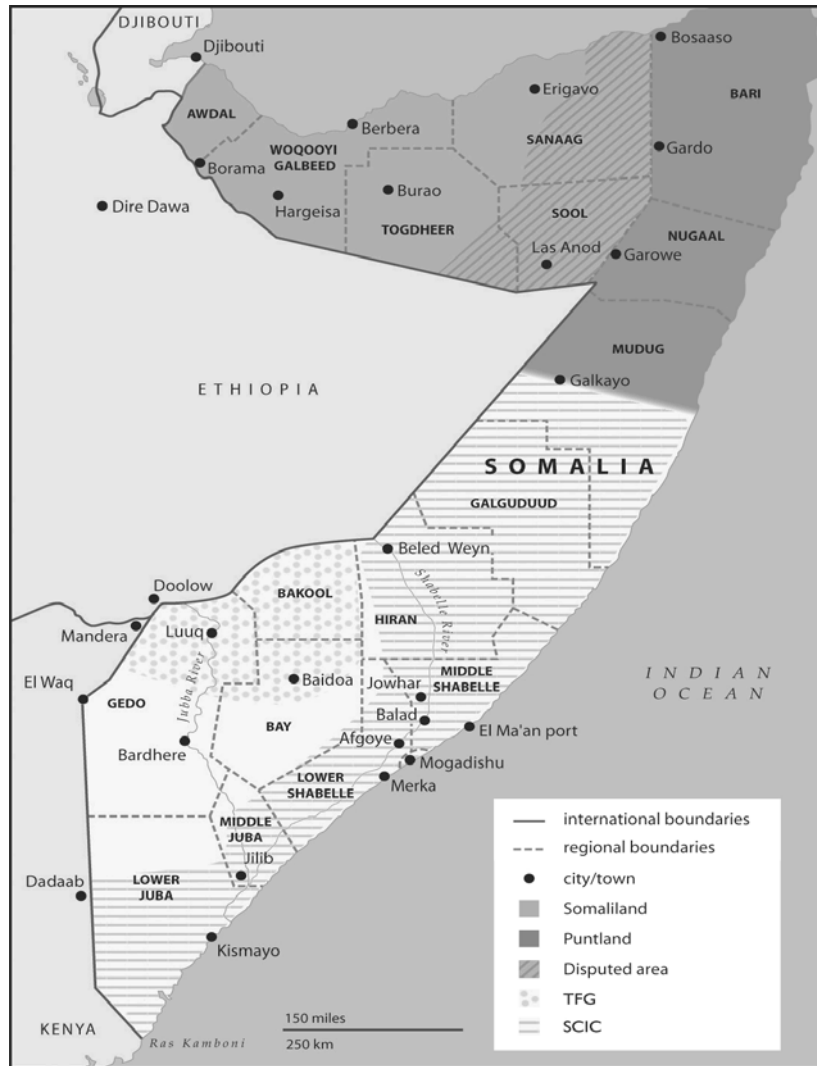 DJIBOUTI
Djibouti
Bosaaso
Erigavo
BARI
AWDAL
Berbera
WOQOOYI
GALBEED
SANAAG
Gardo
Borama
Burao
Dire Dawa
Hargeisa
SOOL
TOGDHEER
NUGAAL
Las Anod
Garowe
MUDUG
ETHIOPIA
Galkayo
SOMALIA
GALGUDUUD
Beled Weyn
Shabelle River
Doolow
BAKOOL
HIRAN
Mandera
Luuq
MIDDLE
SHABELLE
INDIAN
OCEAN
El Waq
GEDO
Jubba River
Baidoa
Jowhar
Balad
El Ma'an port
BAY
Afgoye
Bardhere
Mogadishu
LOWER
SHABELLE
Merka
MIDDLE
JUBA
Jilib
LOWER
JUBA
Dadaab
Kismayo
KENYA
Ras Kamboni
150 miles
250 km
international boundaries
regional boundaries
city/town
Somaliland
Puntland
Disputed area
TFG
SCIC